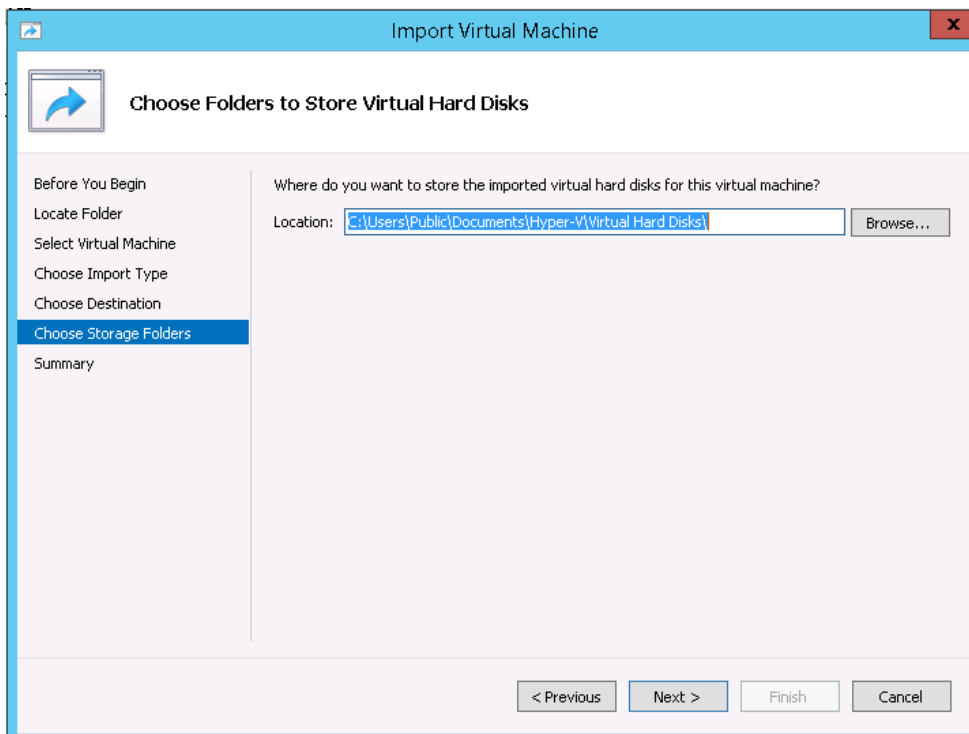 Import Virtual Machine
x
Choose Folders to Store Virtual Hard Disks
Before You Begin
Locate Folder
Select Virtual Machine
Choose Import Type
Choose Destination
Choose Storage Folders
Summary
Where do you want to store the imported virtual hard disks for this virtual machine?
Location: C:\Users\Public\Documents\Hyper-V\Virtual Hard Disks\ Browse...
< Previous Next > Finish Cancel